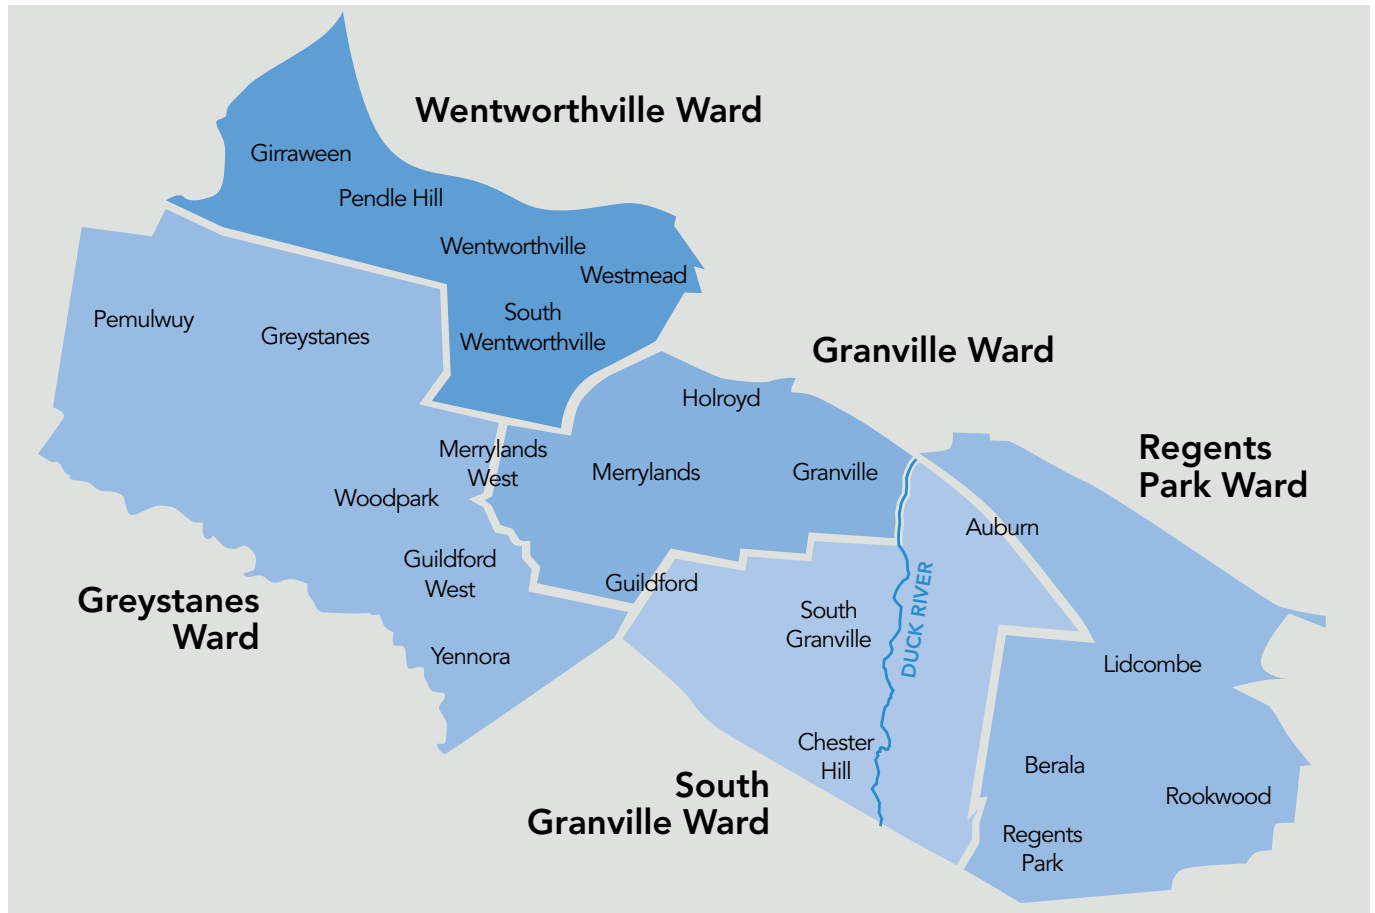 Wentworthville Ward
Girraween
Pendle Hill
Wentworthville
Westmead
South
Wentworthville
Pemulwuy
Greystanes
Granville Ward
Holroyd
Merrylands
West
Merrylands
Granville
Regents
Park Ward
Woodpark
Auburn
Guildford
West
Guildford
Greystanes
Ward
South
Granville
DUCK RIVER
Yennora
Lidcombe
Chester
Hill
Berala
Rookwood
South
Granville Ward
Regents
Park